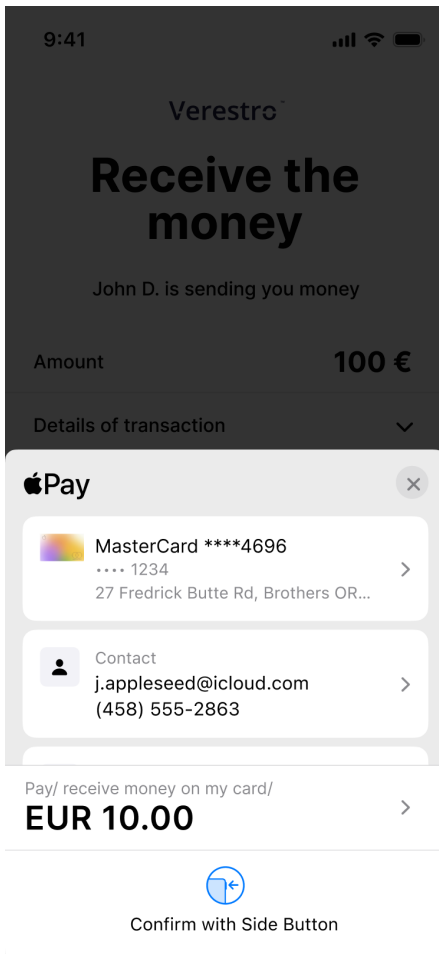 9:41
Verestro
Receive the
money
John D. is sending you money
Amount 100 €
Details of transaction
Pay
MasterCard ****4696
•••• 1234
27 Fredrick Butte Rd, Brothers OR...
Contact
j.appleseed@icloud.com
(458) 555-2863
Pay/ receive money on my card/
EUR 10.00
Confirm with Side Button